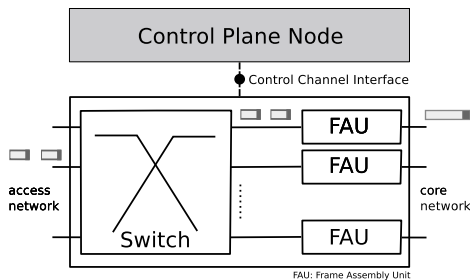 Control Plane Node
Control Channel Interface
FAU
FAU
access
network
core
network
Switch
FAU
FAU: Frame Assembly Unit